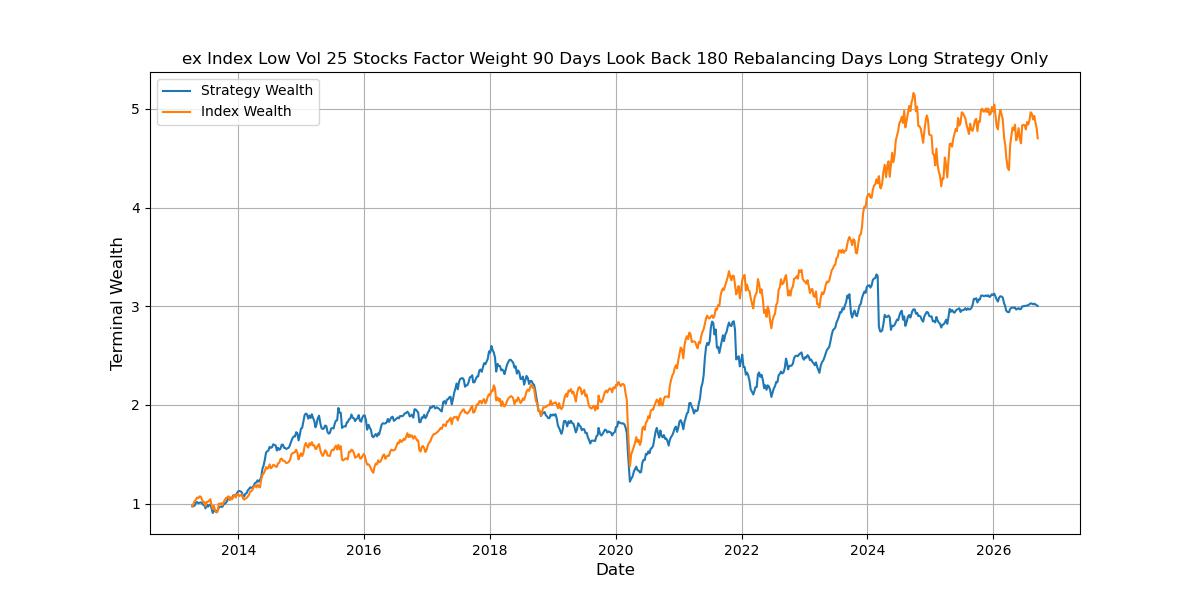 ex Index Low Vol 25 Stocks Factor Weight 90 Days Look Back 180 Rebalancing Days Long Strategy Only
Strategy Wealth
Index Wealth
Terminal Wealth
5
4
3
2
1
2014 2016 2018 2020 2022 2024 2026
Date